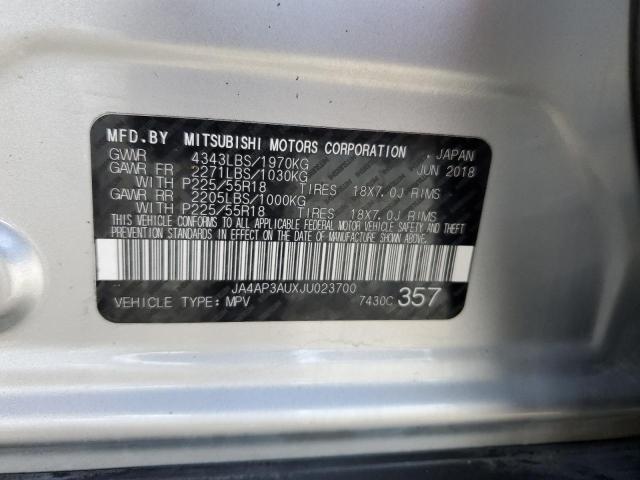 MFD.BY MITSUBISHI MOTORS CORPORATION , JAPAN
GVWR 4343LBS/1970KG JUN 2018
GAWR FR 2271LBS/1030KG
WITH P225/55R18 TIRES 18X7.0J RIMS
GAWR RR 2205LBS/1000KG
WITH P225/55R18 TIRES 18X7.0J RIMS
THIS VEHICLE CONFORMS TO ALL APPLICABLE FEDERAL MOTOR VEHICLE SAFETY AND
THEFT PREVENTION STANDARDS IN EFFECT ON THE DATE OF MANUFACTURE SHOWN ABOVE.
JA4AP3AUXJU023700
VEHICLE TYPE: MPV 7430C 357